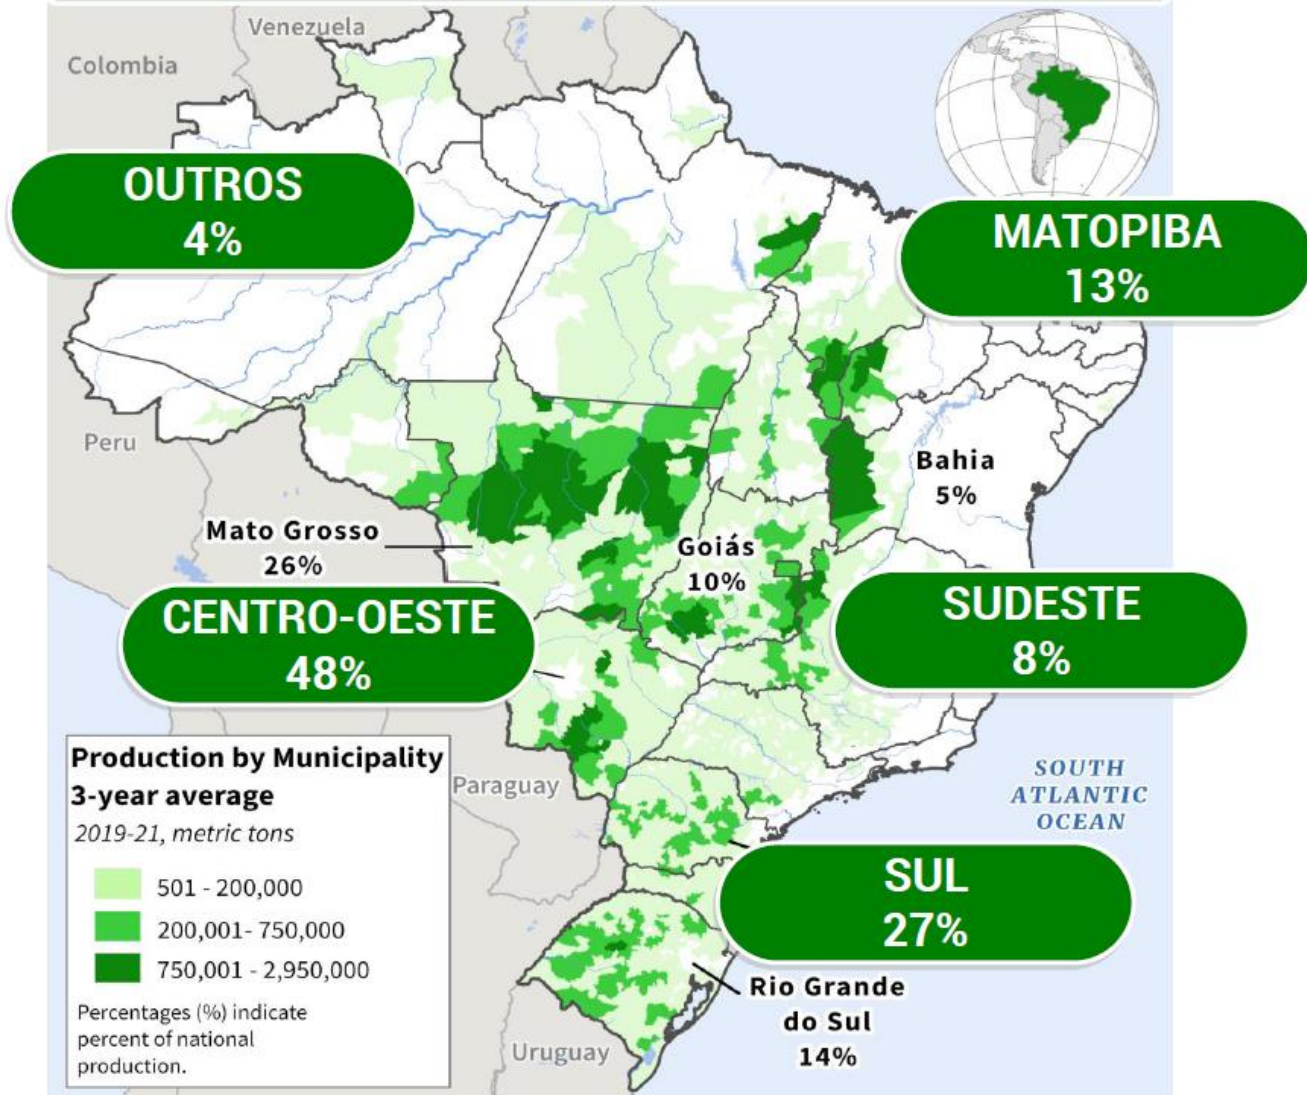 Venezuela
Colombia
OUTROS
4%
MATOPIBA
13%
Peru
Bahia
5%
Mato Grosso
26%
Goiás
10%
CENTRO-OESTE
48%
SUDESTE
8%
Production by Municipality
3-year average
2019-21, metric tons
501 - 200,000
200,001- 750,000
750,001 - 2,950,000
Percentages (%) indicate
percent of national
production.
Paraguay
SOUTH
ATLANTIC
OCEAN
SUL
27%
Rio Grande
do Sul
14%
Uruguay